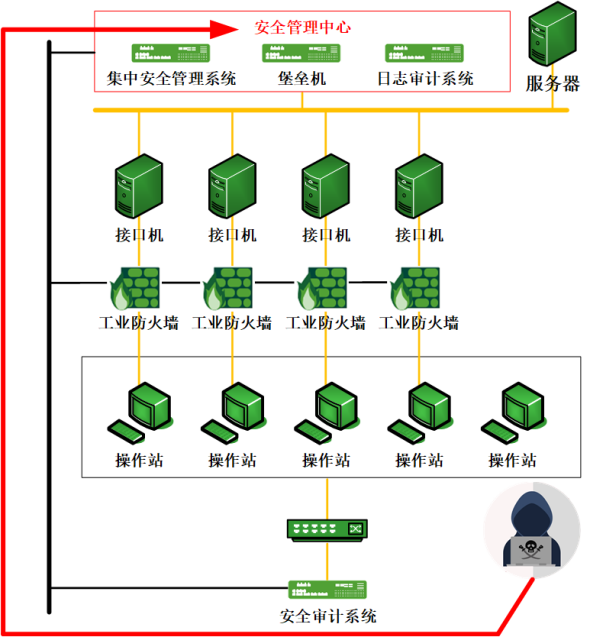 安全管理中心
集中安全管理系统
堡垒机
日志审计系统
服务器
接口机
接口机
接口机
接口机
工业防火墙
工业防火墙
工业防火墙
工业防火墙
操作站
操作站
操作站
操作站
操作站
安全审计系统